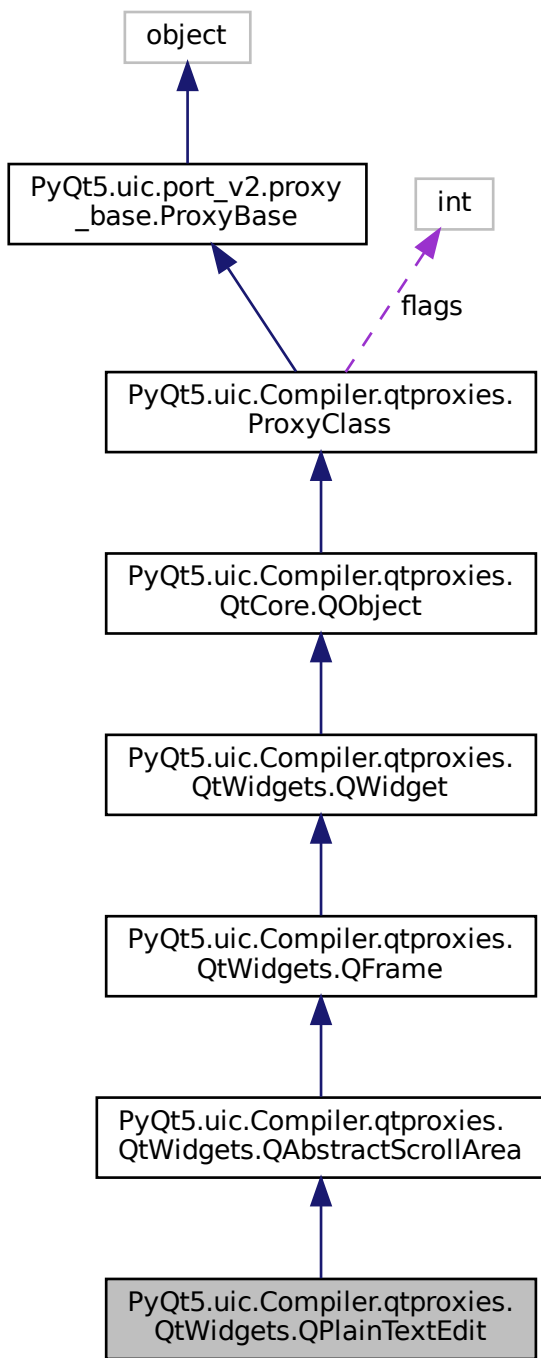 object
PyQt5.uic.port_v2.proxy
_base.ProxyBase
int
flags
PyQt5.uic.Compiler.qtproxies.
ProxyClass
PyQt5.uic.Compiler.qtproxies.
QtCore.QObject
PyQt5.uic.Compiler.qtproxies.
QtWidgets.QWidget
PyQt5.uic.Compiler.qtproxies.
QtWidgets.QFrame
PyQt5.uic.Compiler.qtproxies.
QtWidgets.QAbstractScrollArea
PyQt5.uic.Compiler.qtproxies.
QtWidgets.QPlainTextEdit